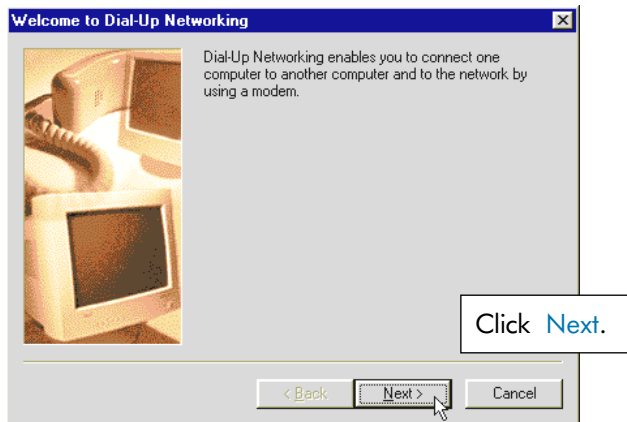 Welcome to Dial-Up Networking
Dial-Up Networking enables you to connect one
computer to another computer and to the network by
using a modem.
Click Next.
< Back
Next >
Cancel